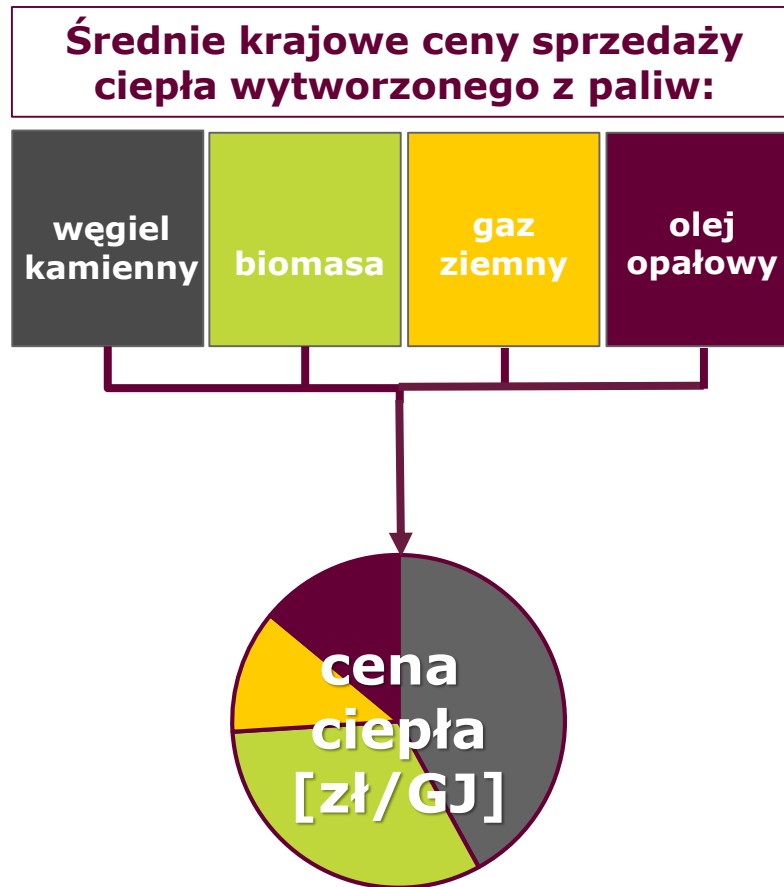 Średnie krajowe ceny sprzedaży
ciepła wytworzonego z paliw:
węgiel
kamienny
biomasa
gaz
ziemny
olej
opałowy
cena
ciepła
[zł/GJ]